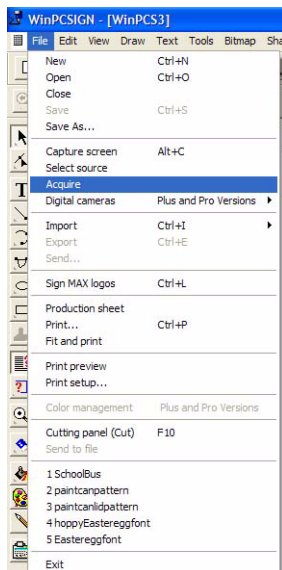 WinPCSIGN - [WinPCS3]
File Edit View Draw Text Tools Bitmap Sha
New Ctrl+N
Open Ctrl+O
Close
Save Ctrl+S
Save As...
Capture screen Alt+C
Select source
Acquire
Digital cameras Plus and Pro Versions
Import Ctrl+I
Export Ctrl+E
Send...
Sign MAX logos Ctrl+L
Production sheet
Print... Ctrl+P
Fit and print
Print preview
Print setup...
Color management Plus and Pro Versions
Cutting panel (Cut) F10
Send to file
1 SchoolBus
2 paintcanpattern
3 paintcanlidpattern
4 hoppyEastereggfont
5 Eastereggfont
Exit
T